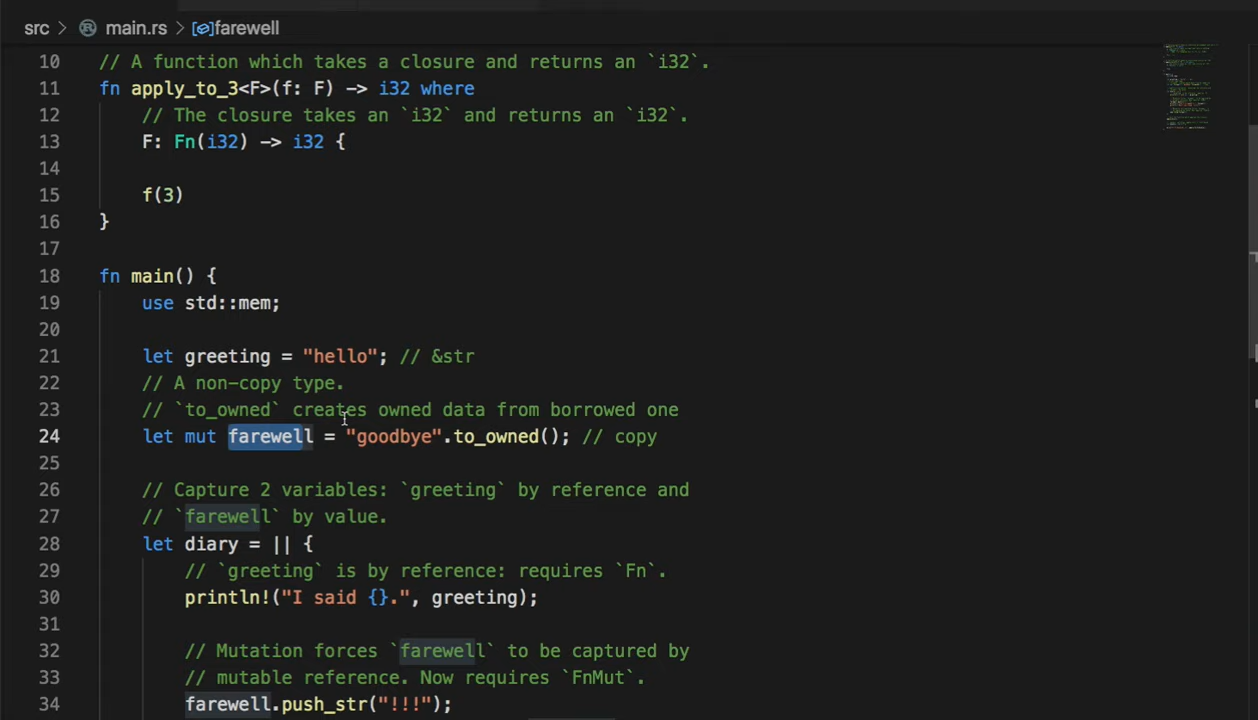 src > main.rs > farewell
10 // A function which takes a closure and returns an `i32`.
11 fn apply_to_3<F>(f: F) -> i32 where
12 // The closure takes an `i32` and returns an `i32`.
13 F: Fn(i32) -> i32 {
14
15 f(3)
16 }
17
18 fn main() {
19 use std::mem;
20
21 let greeting = "hello"; // &str
22 // A non-copy type.
23 // `to_owned` creates owned data from borrowed one
24 let mut farewell = "goodbye".to_owned(); // copy
25
26 // Capture 2 variables: `greeting` by reference and
27 // `farewell` by value.
28 let diary = || {
29 // `greeting` is by reference: requires `Fn`.
30 println!("I said {}.", greeting);
31
32 // Mutation forces `farewell` to be captured by
33 // mutable reference. Now requires `FnMut`.
34 farewell.push_str("!!!");